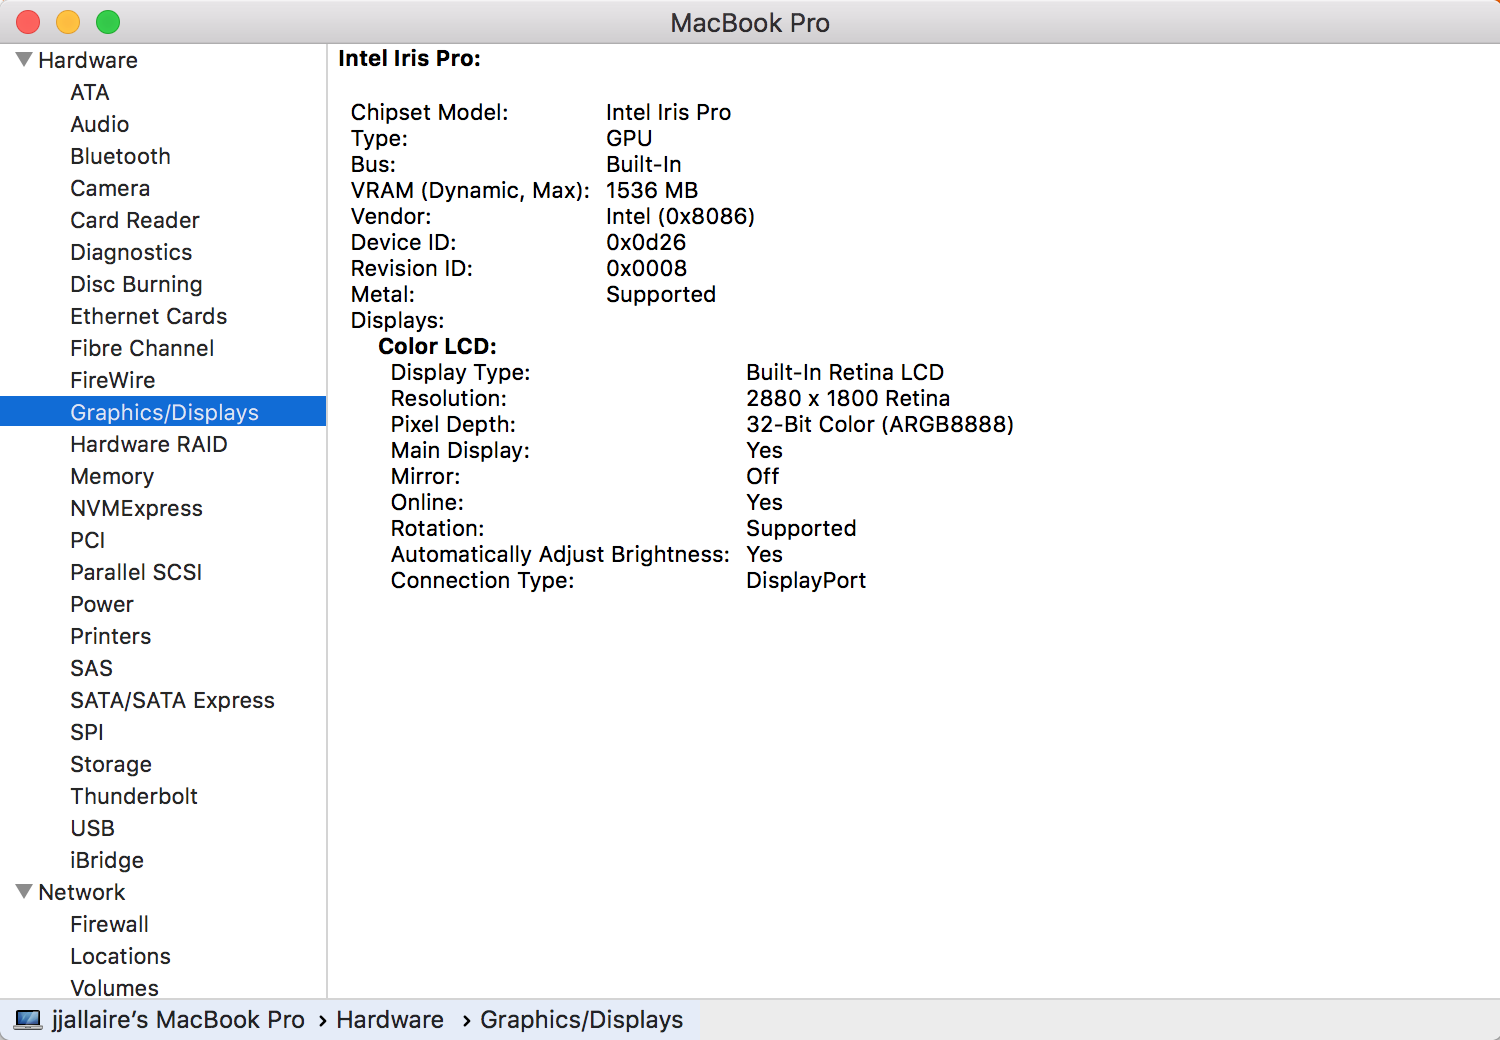 MacBook Pro
Hardware
ATA
Audio
Bluetooth
Camera
Card Reader
Diagnostics
Disc Burning
Ethernet Cards
Fibre Channel
FireWire
Graphics/Displays
Hardware RAID
Memory
NVMExpress
PCI
Parallel SCSI
Power
Printers
SAS
SATA/SATA Express
SPI
Storage
Thunderbolt
USB
iBridge
Network
Firewall
Locations
Volumes
Intel Iris Pro:
Chipset Model: Intel Iris Pro
Type: GPU
Bus: Built-In
VRAM (Dynamic, Max): 1536 MB
Vendor: Intel (0x8086)
Device ID: 0x0d26
Revision ID: 0x0008
Metal: Supported
Displays:
Color LCD:
Display Type: Built-In Retina LCD
Resolution: 2880 x 1800 Retina
Pixel Depth: 32-Bit Color (ARGB8888)
Main Display: Yes
Mirror: Off
Online: Yes
Rotation: Supported
Automatically Adjust Brightness: Yes
Connection Type: DisplayPort
jjallaire’s MacBook Pro › Hardware › Graphics/Displays